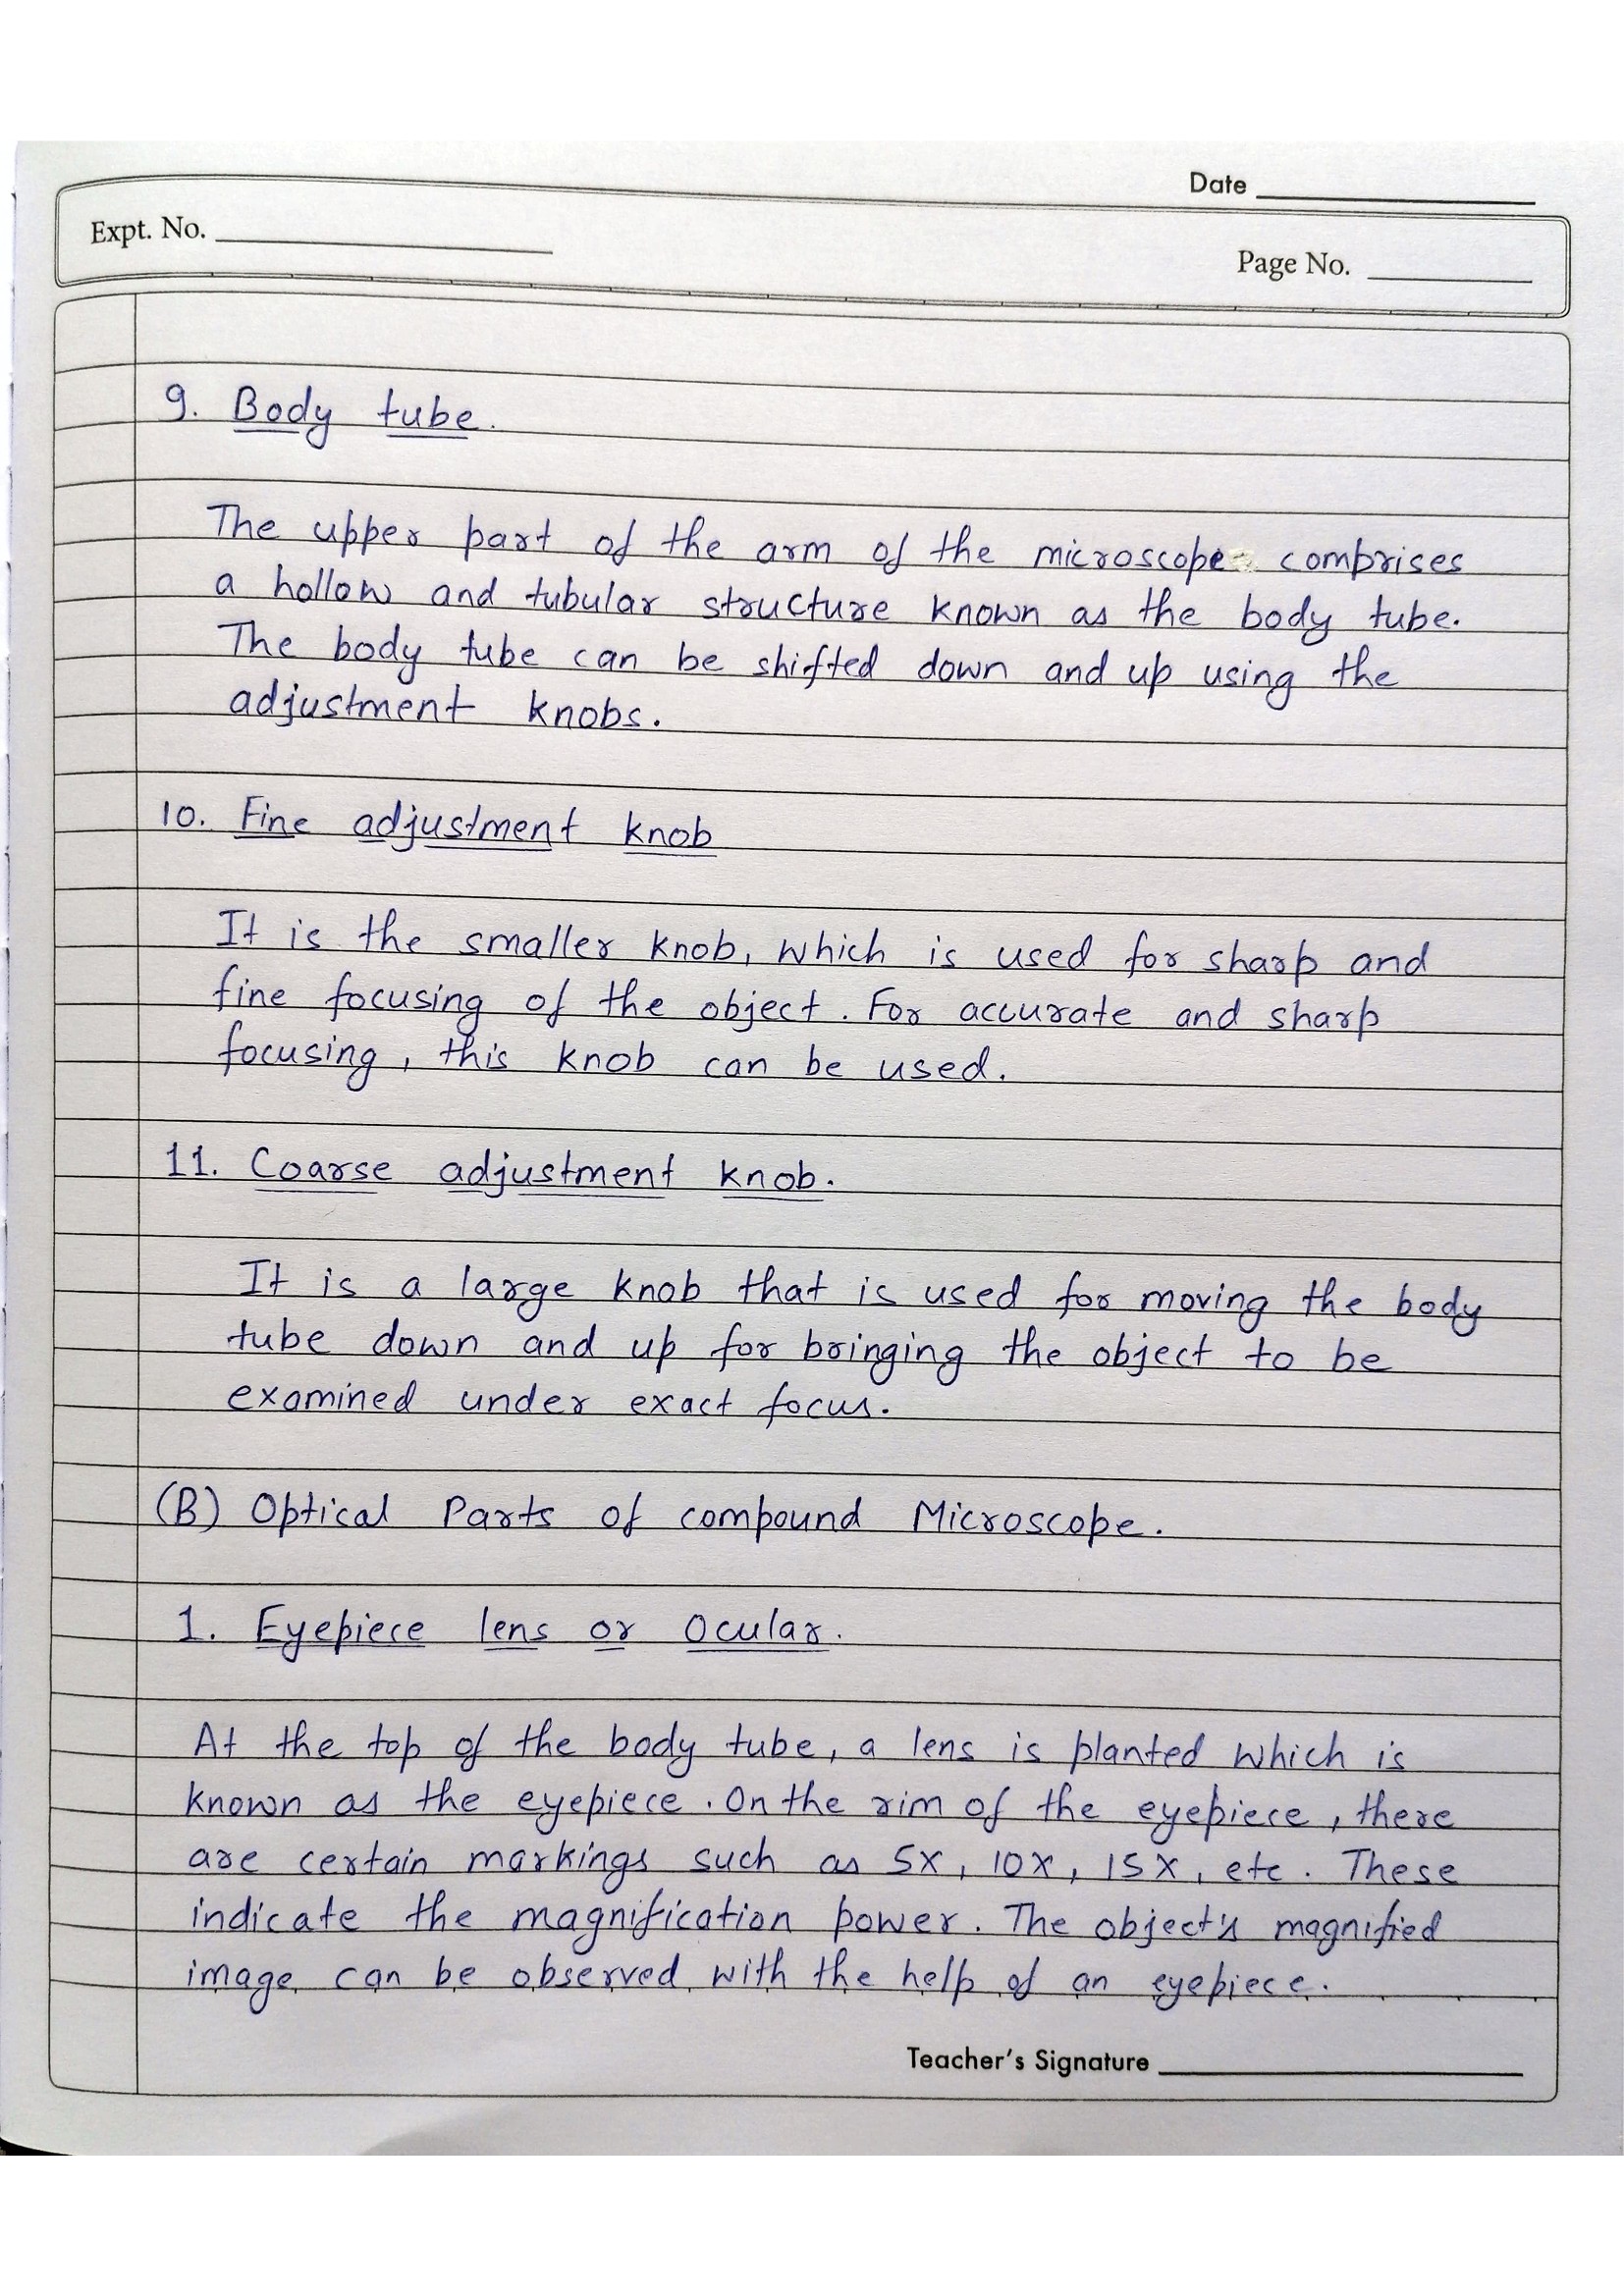 Date
Expt. No.
Page No.
9. Body tube.
The upper part of the arm of the microscope comprises
a hollow and tubular structure known as the body tube.
The body tube can be shifted down and up using the
adjustment knobs.
10. Fine adjustment knob
It is the smaller knob, which is used for sharp and
fine focusing of the object. For accurate and sharp
focusing, this knob can be used.
11. Coarse adjustment knob.
It is a large knob that is used for moving the body
tube down and up for bringing the object to be
examined under exact focus.
(B) Optical Parts of compound Microscope.
1. Eyepiece lens or Ocular.
At the top of the body tube, a lens is planted which is
known as the eyepiece. On the rim of the eyepiece, there
are certain markings such as 5X, 10X, 15X, etc. These
indicate the magnification power. The object's magnified
image can be observed with the help of an eyepiece.
Teacher's Signature